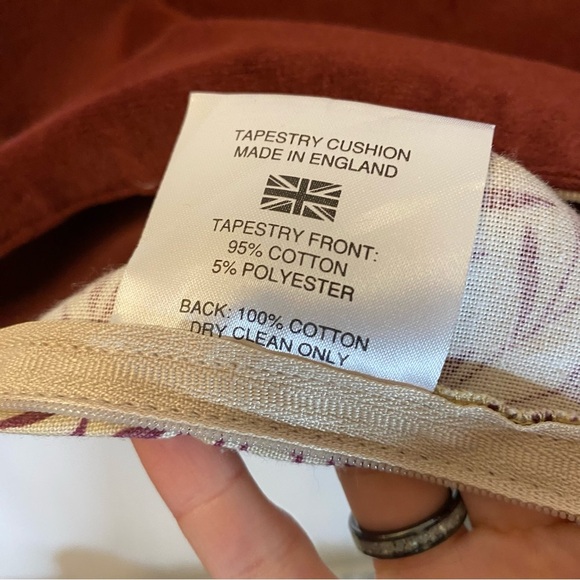 TAPESTRY CUSHION
MADE IN ENGLAND
TAPESTRY FRONT:
95% COTTON
5% POLYESTER
BACK: 100% COTTON
DRY CLEAN ONLY